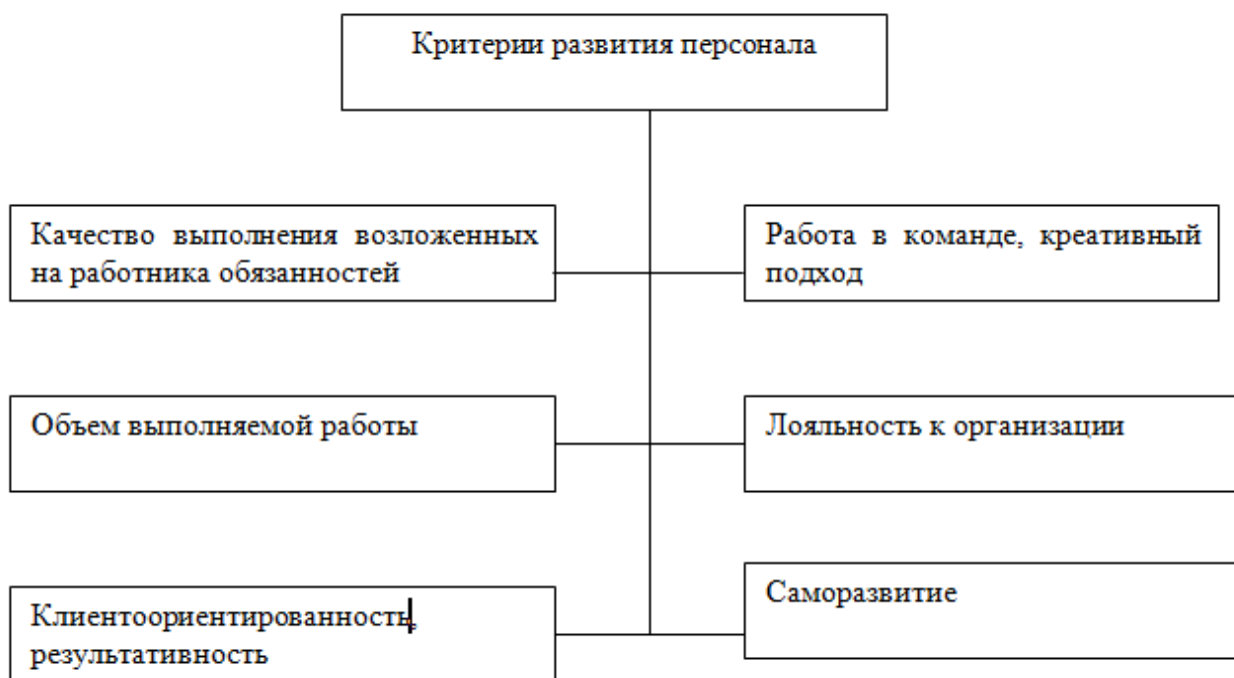 Критерии развития персонала
Качество выполнения возложенных
на работника обязанностей
Работа в команде, креативный
подход
Объем выполняемой работы
Лояльность к организации
Клиентоориентированность,
результативность
Саморазвитие